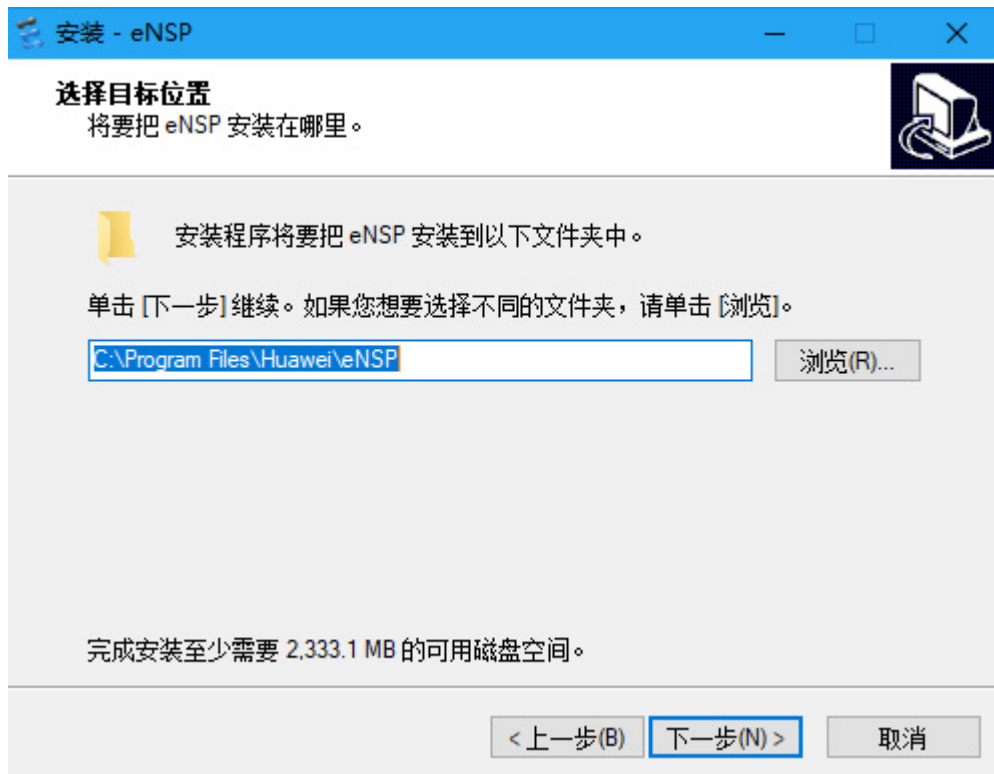 安装 - eNSP
选择目标位置
将要把 eNSP 安装在哪里。
安装程序将要把 eNSP 安装到以下文件夹中。
单击 [下一步] 继续。如果您想要选择不同的文件夹，请单击 [浏览]。
C:\Program Files\Huawei\eNSP
浏览(R)...
完成安装至少需要 2,333.1 MB 的可用磁盘空间。
< 上一步(B)
下一步(N) >
取消